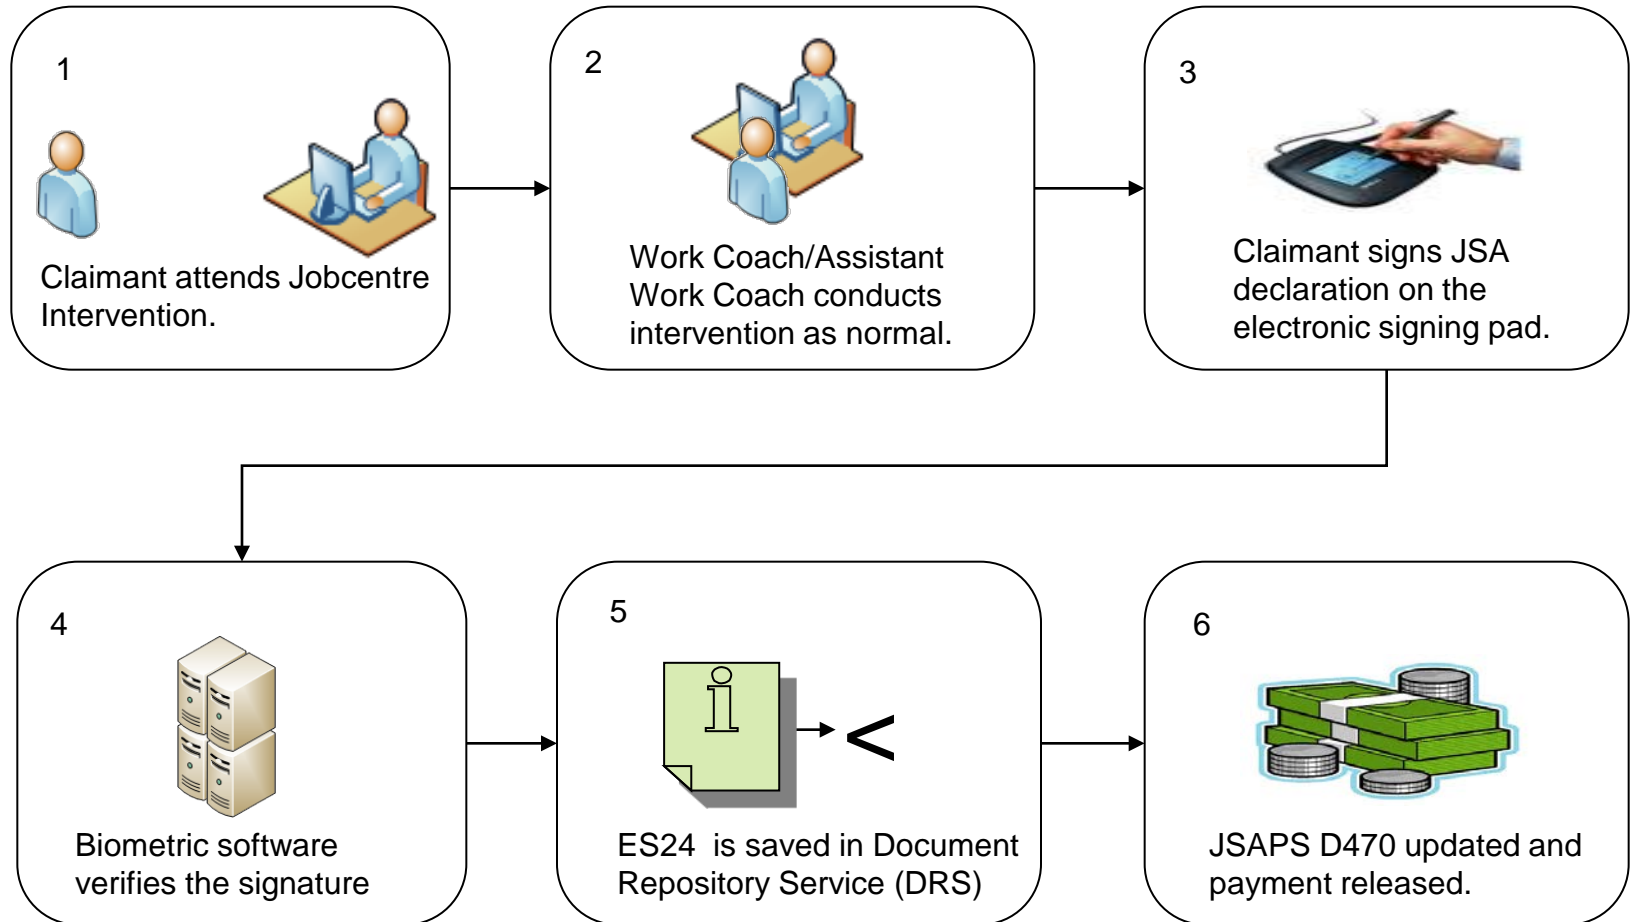 1
Claimant attends Jobcentre
Intervention.
2
Work Coach/Assistant
Work Coach conducts
intervention as normal.
3
Claimant signs JSA
declaration on the
electronic signing pad.
4
Biometric software
verifies the signature
5
i
<
ES24  is saved in Document
Repository Service (DRS)
6
JSAPS D470 updated and
payment released.